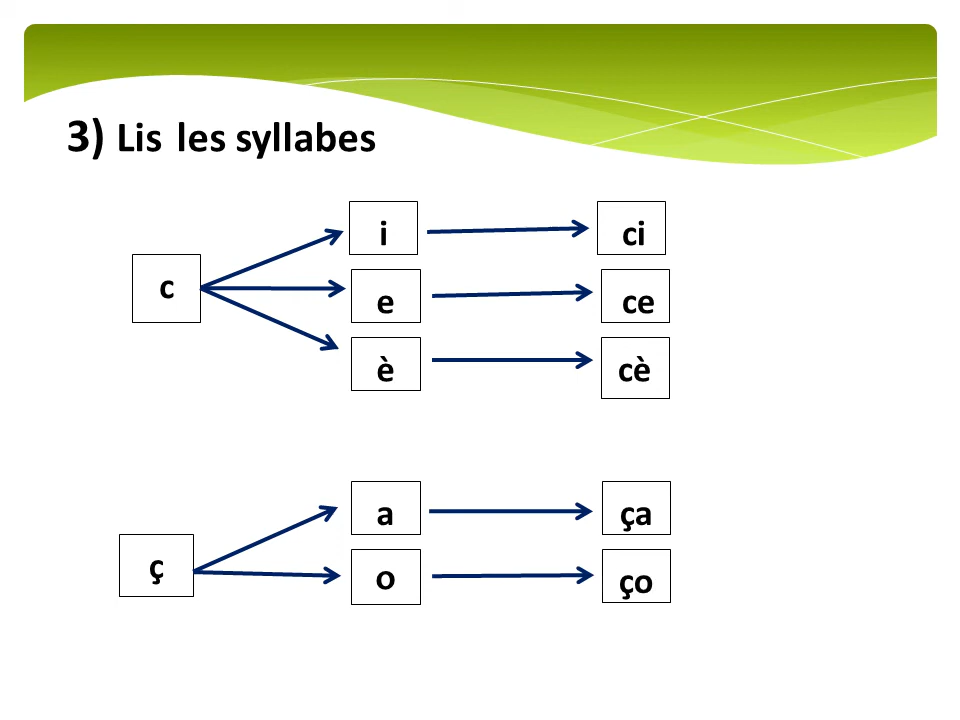 3) Lis les syllabes
i ci
c
e ce
è cè
a ça
ç
o ço